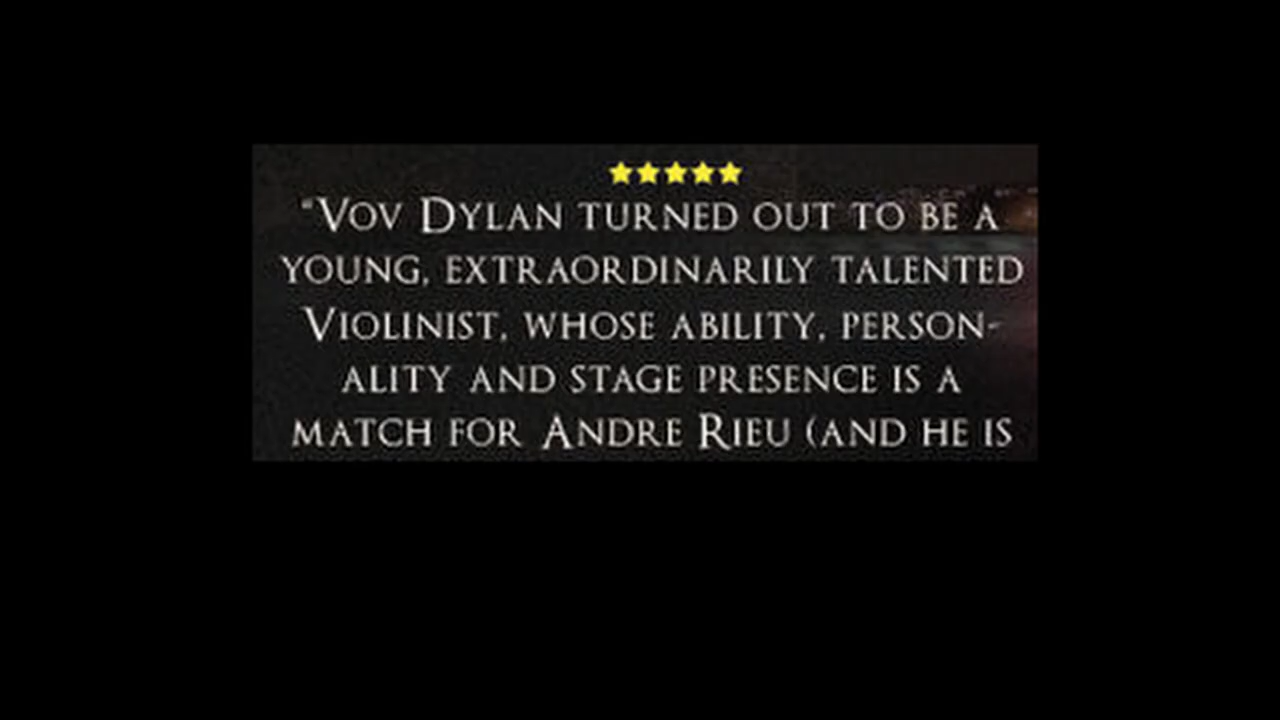 “Vov Dylan turned out to be a
young, extraordinarily talented
Violinist, whose ability, person-
ality and stage presence is a
match for Andre Rieu (and he is